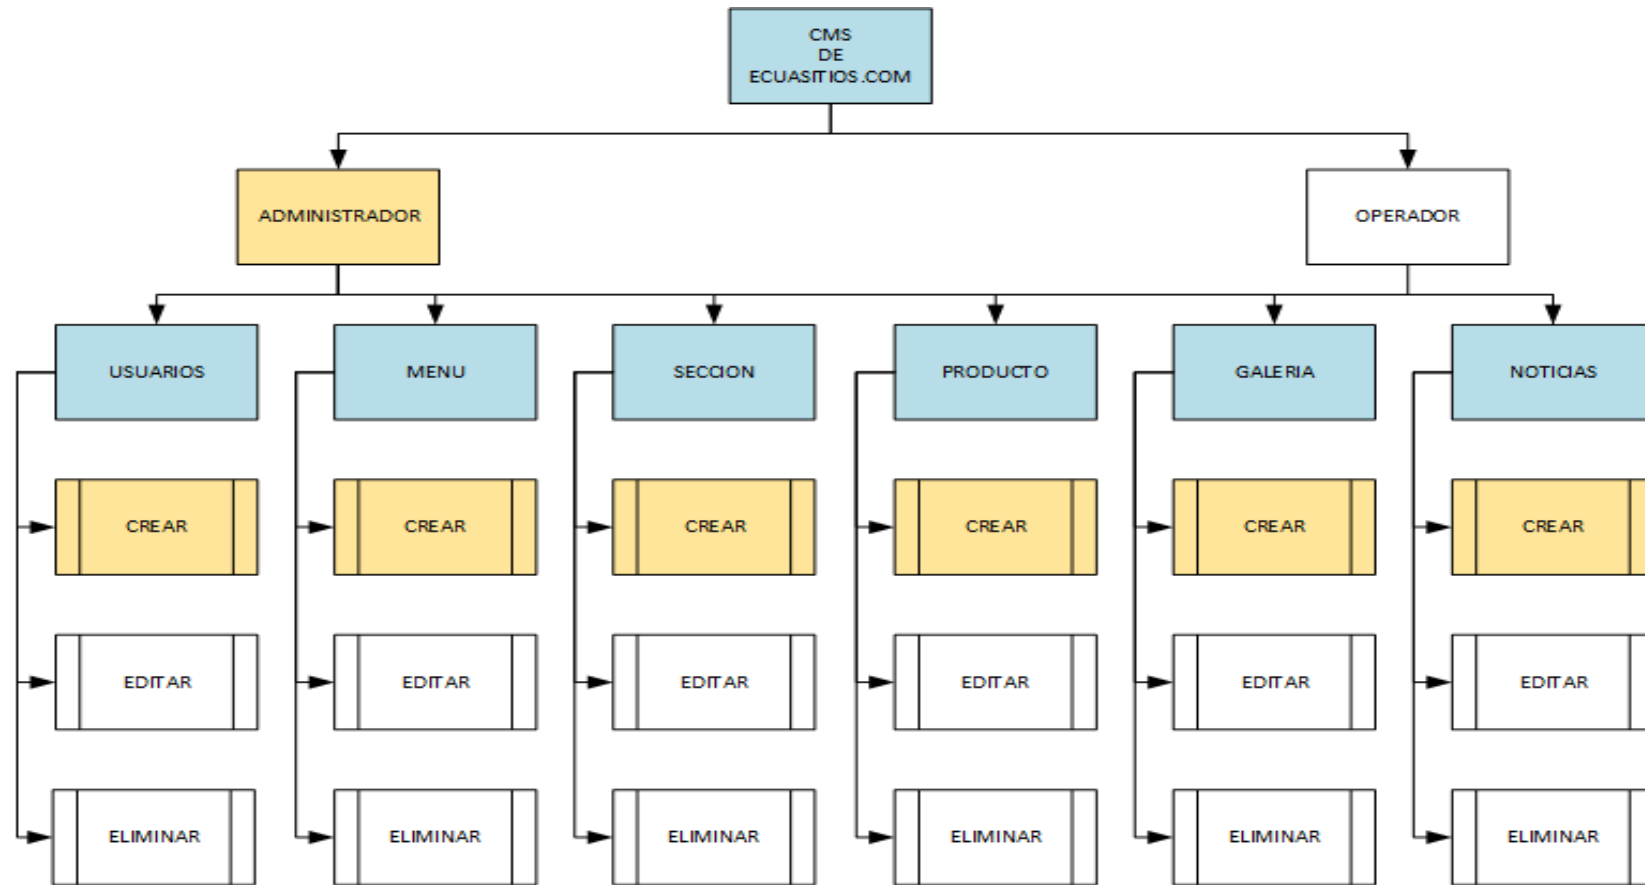 CMS
DE
ECUASITIOS.COM
ADMINISTRADOR
OPERADOR
USUARIOS
MENU
SECCION
PRODUCTO
GALERIA
NOTICIAS
CREAR
CREAR
CREAR
CREAR
CREAR
CREAR
EDITAR
EDITAR
EDITAR
EDITAR
EDITAR
EDITAR
ELIMINAR
ELIMINAR
ELIMINAR
ELIMINAR
ELIMINAR
ELIMINAR